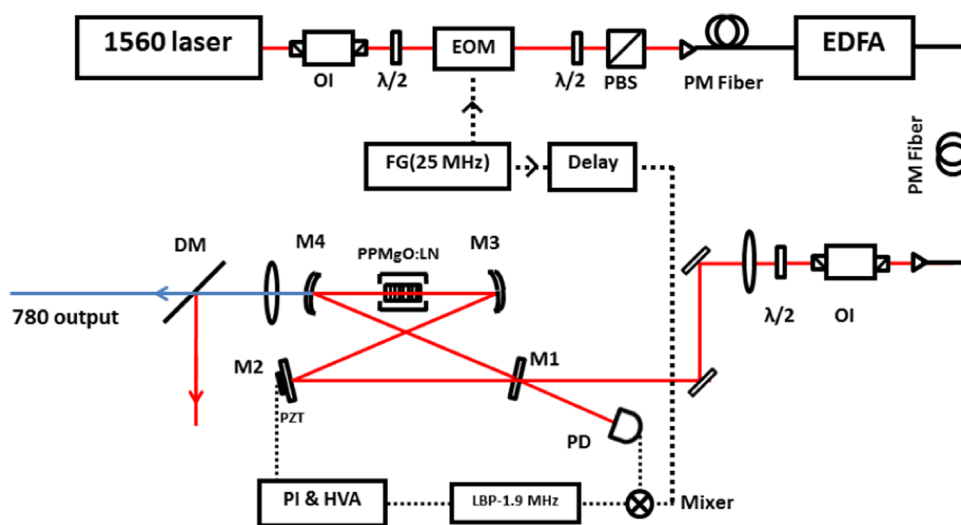 1560 laser
OI
λ/2
EOM
λ/2
PBS
PM Fiber
EDFA
FG(25 MHz)
Delay
PM Fiber
DM
M4
PPMgO:LN
M3
780 output
λ/2
OI
M2
M1
PZT
PD
PI & HVA
LBP-1.9 MHz
Mixer